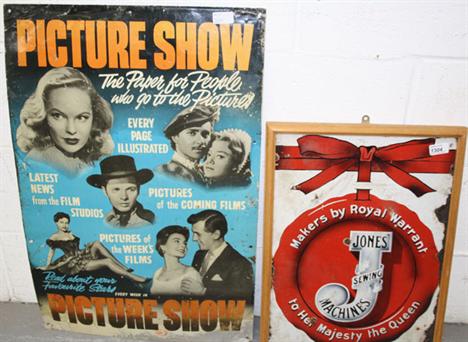 PICTURE SHOW
The Paper for People
who go to the Pictures
EVERY
PAGE
ILLUSTRATED
LATEST
NEWS
from the FILM
STUDIOS
PICTURES
of the COMING FILMS
PICTURES
of the WEEK'S
FILMS
Read about your
Favourite Stars
EVERY WEEK IN
PICTURE SHOW
1304
Makers by Royal Warrant
JONES
SEWING
MACHINES
to Her Majesty the Queen